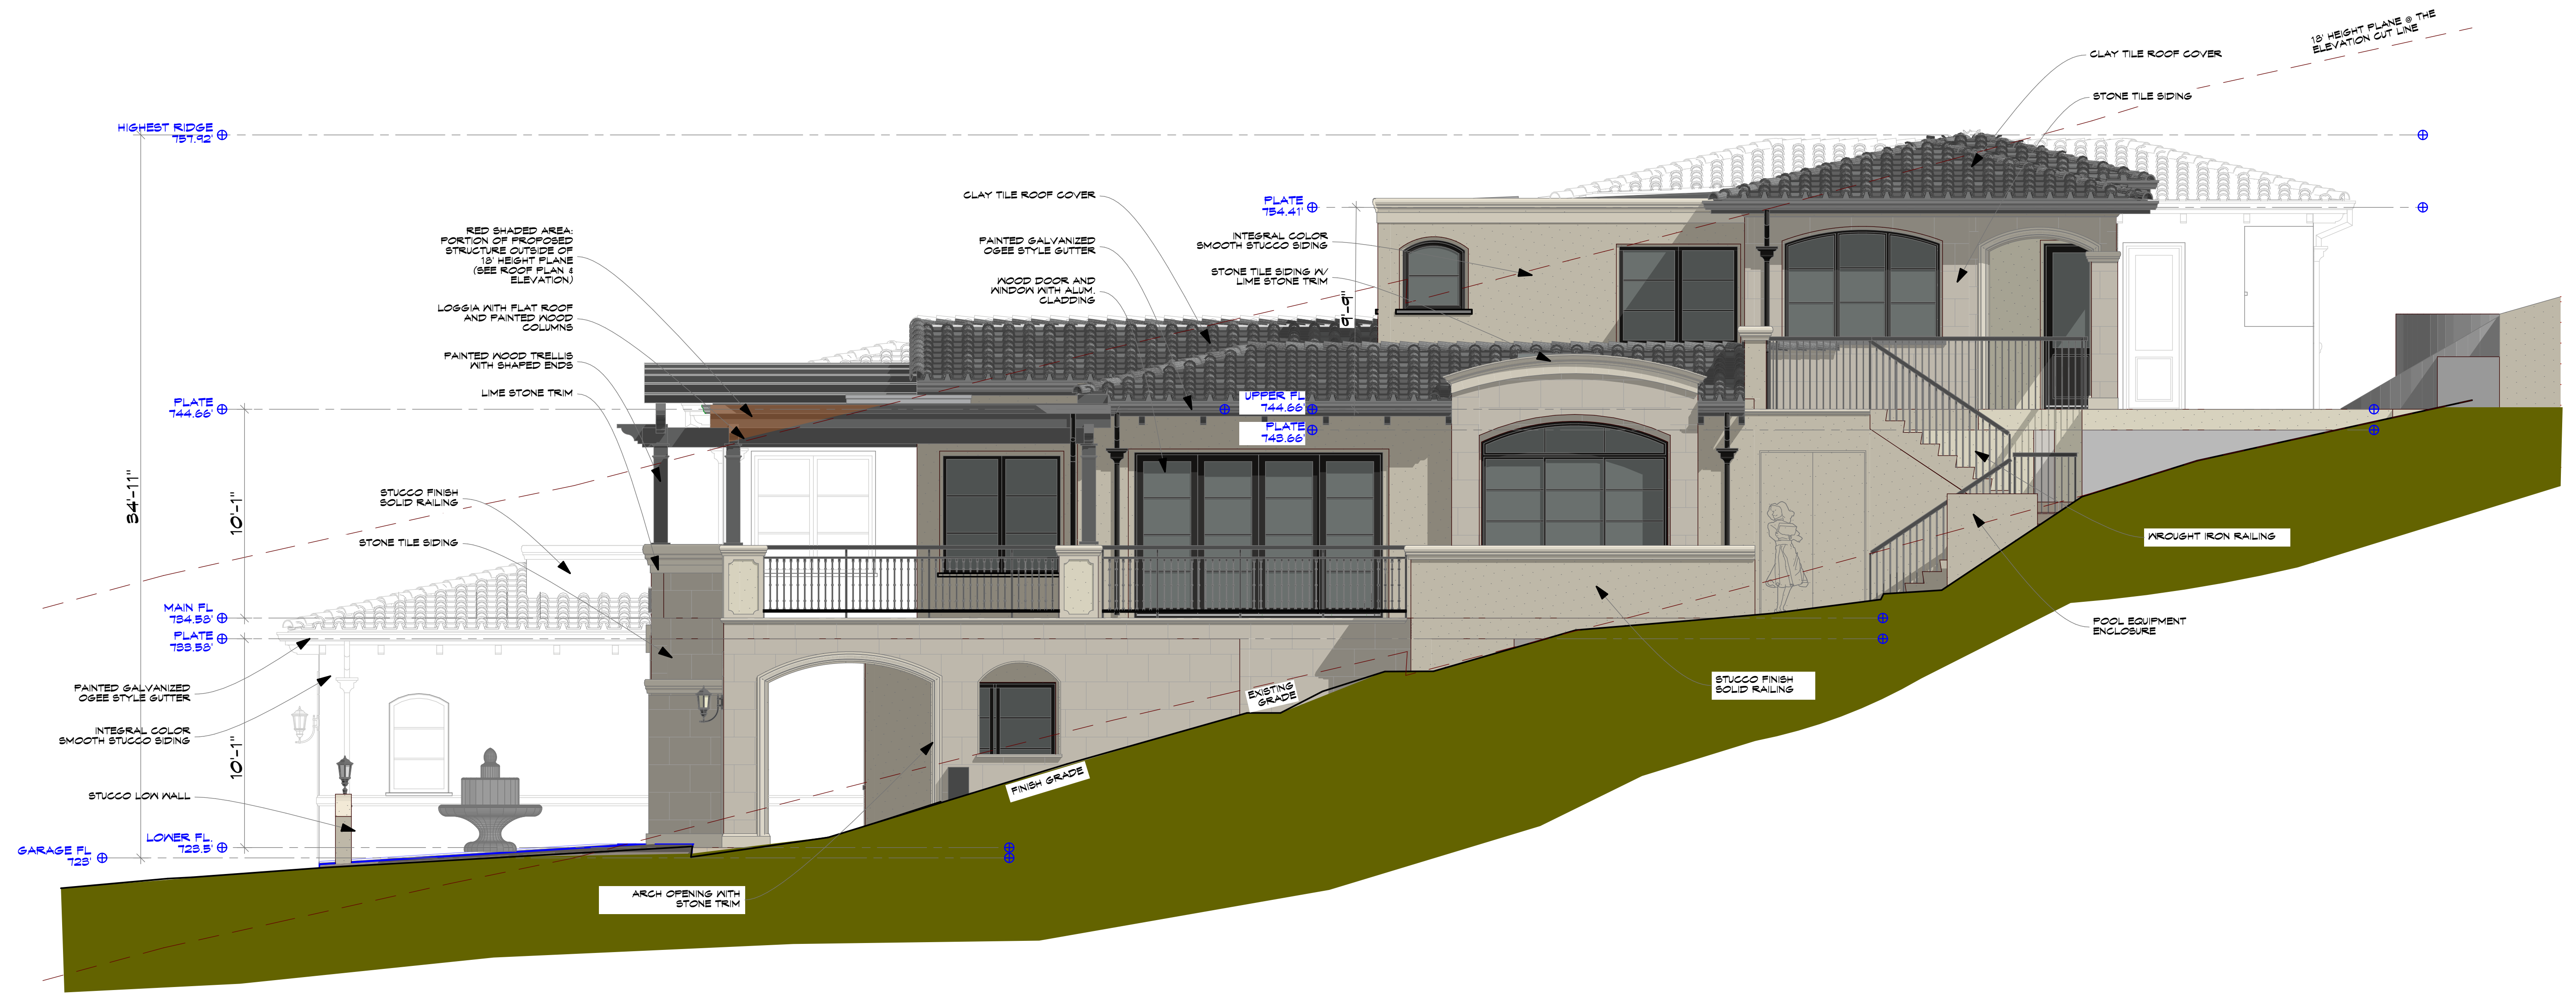 18' HEIGHT PLANE @ THE
ELEVATION CUT LINE
CLAY TILE ROOF COVER
STONE TILE SIDING
HIGHEST RIDGE
757.92'
CLAY TILE ROOF COVER
PLATE
754.41'
RED SHADED AREA:
PORTION OF PROPOSED
STRUCTURE OUTSIDE OF
18' HEIGHT PLANE
(SEE ROOF PLAN &
ELEVATION)
PAINTED GALVANIZED
OGEE STYLE GUTTER
INTEGRAL COLOR
SMOOTH STUCCO SIDING
WOOD DOOR AND
WINDOW WITH ALUM.
CLADDING
STONE TILE SIDING W/
LIME STONE TRIM
9'-9"
LOGGIA WITH FLAT ROOF
AND PAINTED WOOD
COLUMNS
PAINTED WOOD TRELLIS
WITH SHAPED ENDS
LIME STONE TRIM
PLATE
744.66'
UPPER FL
744.66'
PLATE
743.66'
34'-11"
10'-1"
STUCCO FINISH
SOLID RAILING
STONE TILE SIDING
WROUGHT IRON RAILING
MAIN FL
734.58'
PLATE
733.58'
POOL EQUIPMENT
ENCLOSURE
PAINTED GALVANIZED
OGEE STYLE GUTTER
STUCCO FINISH
SOLID RAILING
EXISTING
GRADE
INTEGRAL COLOR
SMOOTH STUCCO SIDING
10'-1"
FINISH GRADE
STUCCO LOW WALL
LOWER FL.
723.5'
GARAGE FL
723'
ARCH OPENING WITH
STONE TRIM